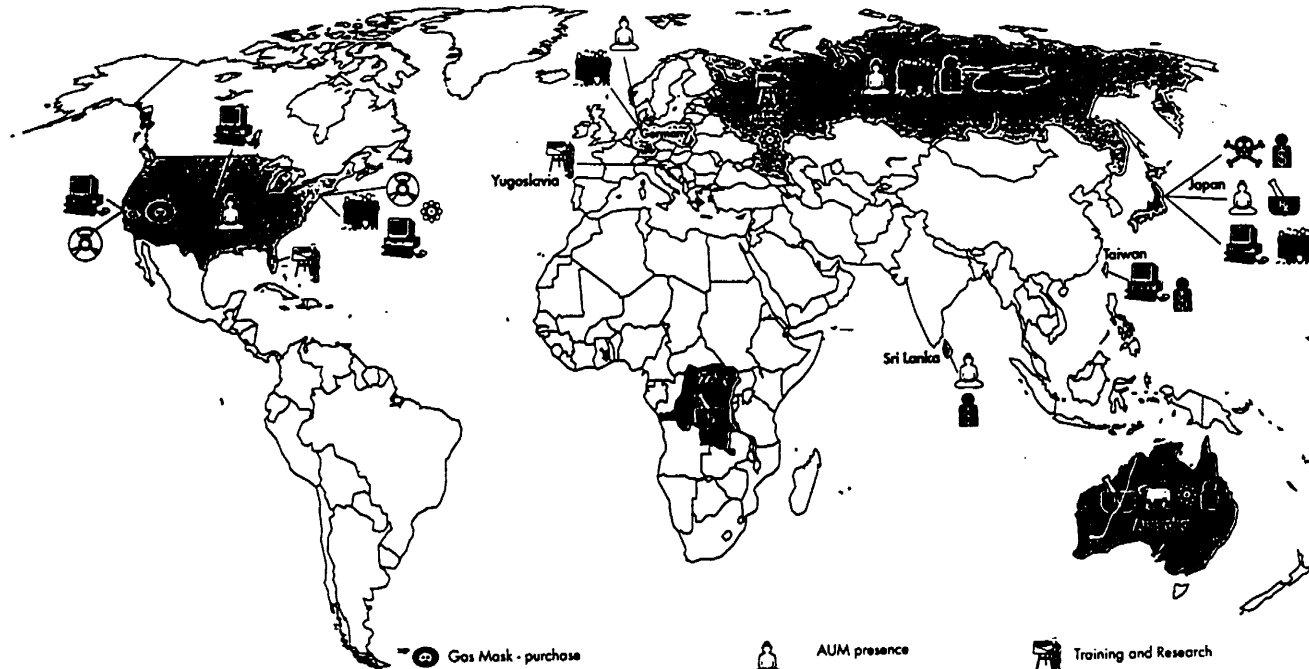 Germany
Yugoslavia
Japan
Taiwan
Sri Lanka
Gas Mask - purchase
AUM presence
Training and Research